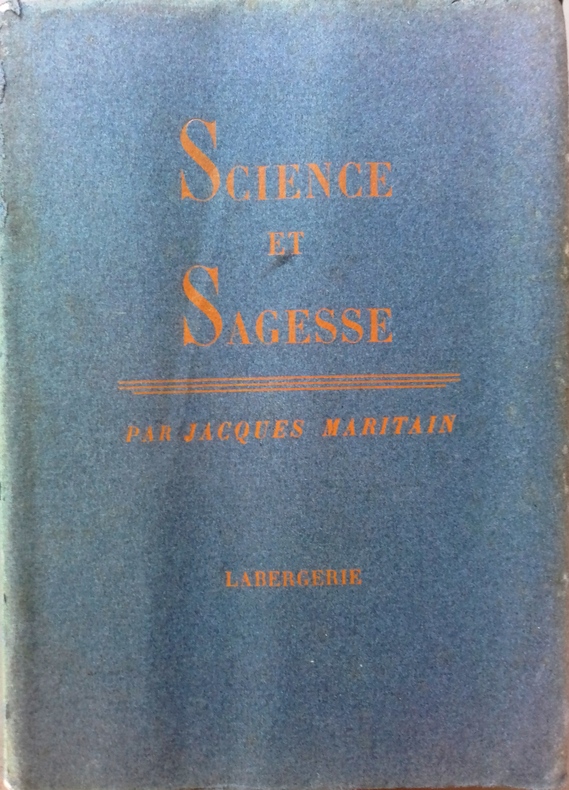 SCIENCE
ET
SAGESSE
PAR JACQUES MARITAIN
LABERGERIE